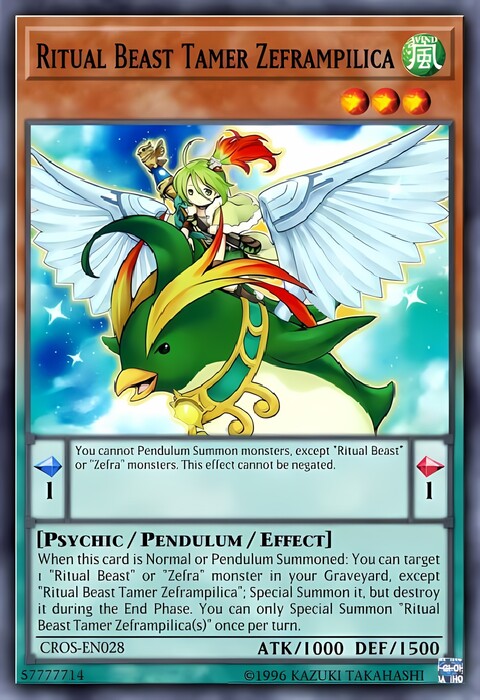 Ritual Beast Tamer Zeframpilica
WIND
風
You cannot Pendulum Summon monsters, except "Ritual Beast"
or "Zefra" monsters. This effect cannot be negated.
1
1
[Psychic / Pendulum / Effect]
When this card is Normal or Pendulum Summoned: You can target
1 "Ritual Beast" or "Zefra" monster in your Graveyard, except
"Ritual Beast Tamer Zeframpilica"; Special Summon it, but destroy
it during the End Phase. You can only Special Summon "Ritual
Beast Tamer Zeframpilica(s)" once per turn.
CROS-EN028
ATK/1000 DEF/1500
57777714
©1996 KAZUKI TAKAHASHI